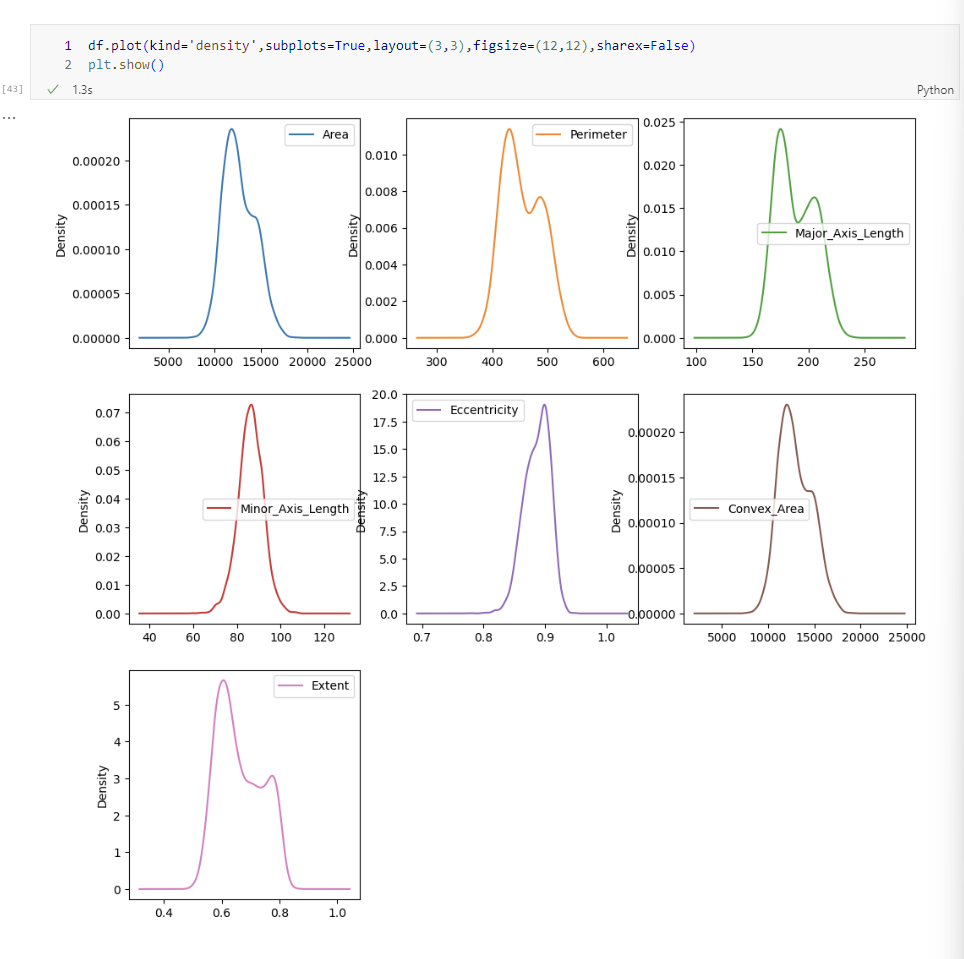 1 df.plot(kind='density',subplots=True,layout=(3,3),figsize=(12,12),sharex=False)
2 plt.show()
[43] ✓ 1.3s Python
...
Area
Density
0.00020
0.00015
0.00010
0.00005
0.00000
5000 10000 15000 20000 25000
Perimeter
Density
0.010
0.008
0.006
0.004
0.002
0.000
300 400 500 600
Major_Axis_Length
Density
0.025
0.020
0.015
0.010
0.005
0.000
100 150 200 250
Minor_Axis_Length
Density
0.07
0.06
0.05
0.04
0.03
0.02
0.01
0.00
40 60 80 100 120
Eccentricity
Density
20.0
17.5
15.0
12.5
10.0
7.5
5.0
2.5
0.0
0.7 0.8 0.9 1.0
Convex_Area
Density
0.00020
0.00015
0.00010
0.00005
0.00000
5000 10000 15000 20000 25000
Extent
Density
5
4
3
2
1
0
0.4 0.6 0.8 1.0